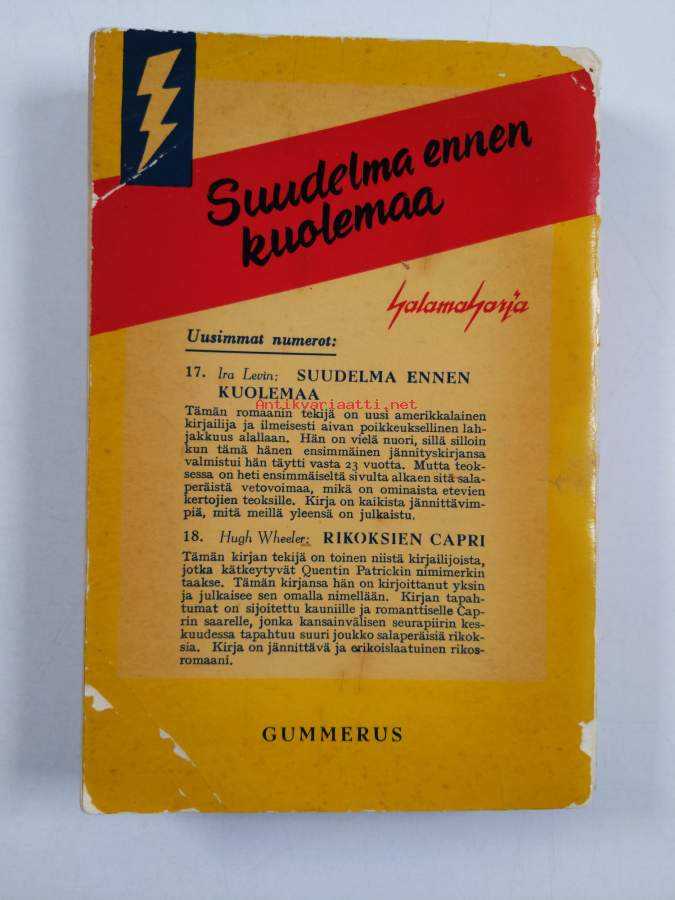 Suudelma ennen
kuolemaa
Salamasarja
Uusimmat numerot:
17. Ira Levin: SUUDELMA ENNEN
KUOLEMAA
Antikvariaatti.net
Tämän romaanin tekijä on uusi amerikkalainen
kirjailija ja ilmeisesti aivan poikkeuksellinen lah-
jakkuus alallaan. Hän on vielä nuori, sillä silloin
kun tämä hänen ensimmäinen jännityskirjansa
valmistui hän täytti vasta 23 vuotta. Mutta teok-
sessa on heti ensimmäiseltä sivulta alkaen sitä sala-
peräistä vetovoimaa, mikä on ominaista etevien
kertojien teoksille. Kirja on kaikista jännittävim-
piä, mitä meillä yleensä on julkaistu.
18. Hugh Wheeler: RIKOKSIEN CAPRI
Tämän kirjan tekijä on toinen niistä kirjailijoista,
jotka kätkeytyvät Quentin Patrickin nimimerkin
taakse. Tämän kirjansa hän on kirjoittanut yksin
ja julkaisee sen omalla nimellään. Kirjan tapah-
tumat on sijoitettu kauniille ja romanttiselle Cap-
rin saarelle, jonka kansainvälisen seurapiirin kes-
kuudessa tapahtuu suuri joukko salaperäisiä rikok-
sia. Kirja on jännittävä ja erikoislaatuinen rikos-
romaani.
GUMMERUS